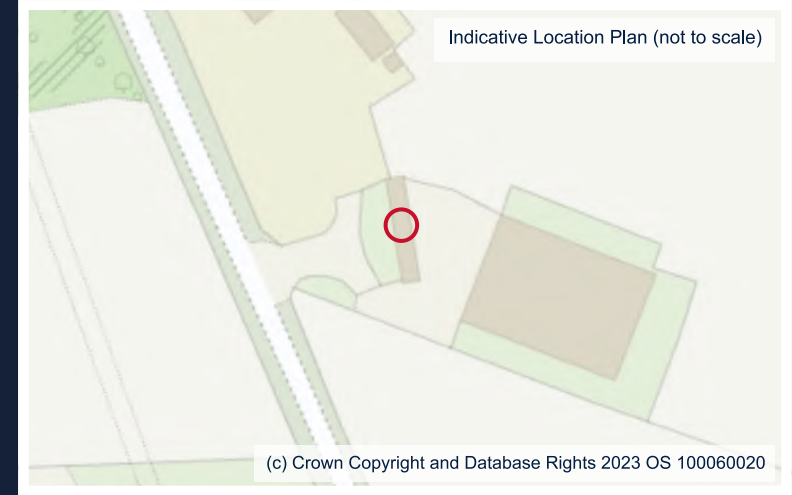 Indicative Location Plan (not to scale)
(c) Crown Copyright and Database Rights 2023 OS 100060020